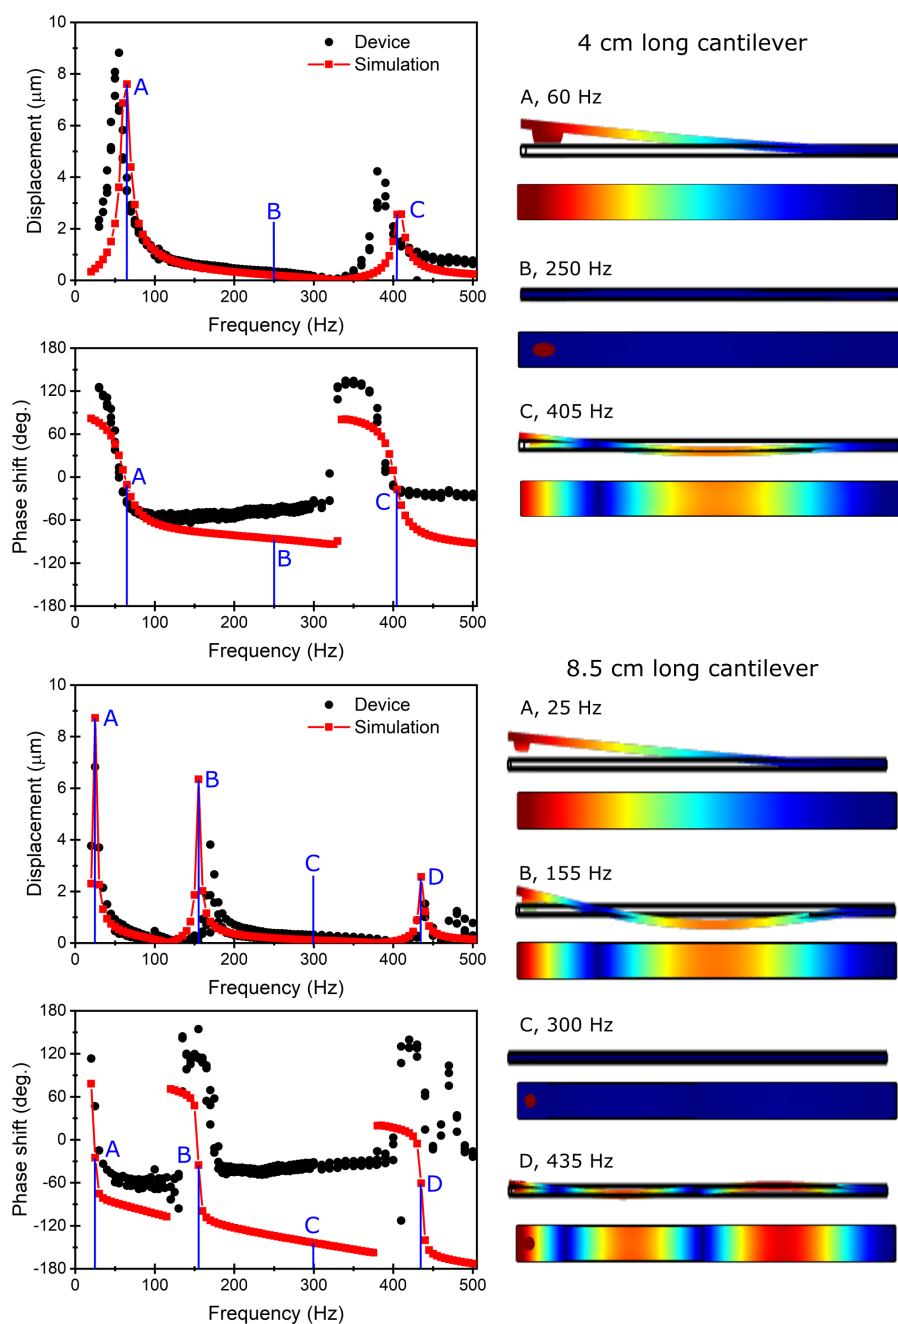 10
8
6
4
2
0
Displacement (μm)
Device
Simulation
A
B
C
0 100 200 300 400 500
Frequency (Hz)
180
120
60
0
-60
-120
-180
Phase shift (deg.)
A
B
C
0 100 200 300 400 500
Frequency (Hz)
4 cm long cantilever
A, 60 Hz
B, 250 Hz
C, 405 Hz
10
8
6
4
2
0
Displacement (μm)
Device
Simulation
A
B
C
D
0 100 200 300 400 500
Frequency (Hz)
180
120
60
0
-60
-120
-180
Phase shift (deg.)
A
B
C
D
0 100 200 300 400 500
Frequency (Hz)
8.5 cm long cantilever
A, 25 Hz
B, 155 Hz
C, 300 Hz
D, 435 Hz